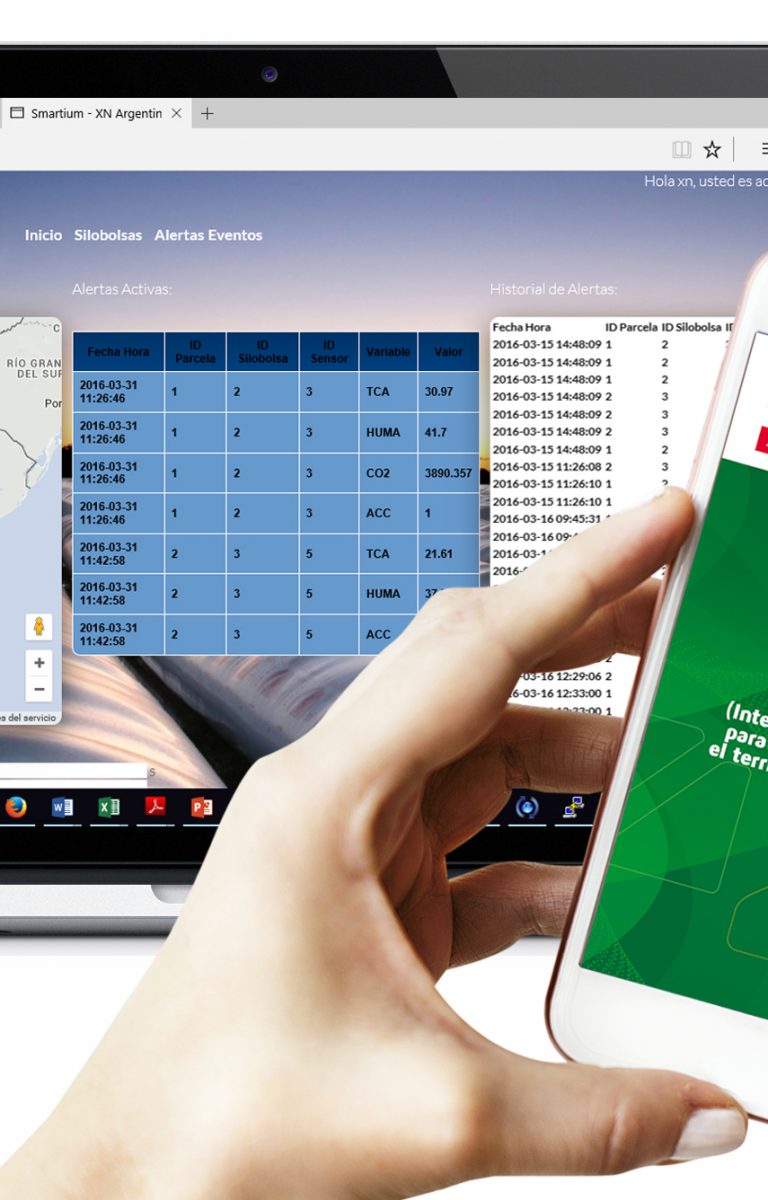 Smartium - XN Argentin
Hola xn, usted es
Inicio Silobolsas Alertas Eventos
Alertas Activas:
Fecha Hora ID Parcela ID Silobolsa ID Sensor Variable Valor
2016-03-31 11:26:46 1 2 3 TCA 30.97
2016-03-31 11:26:46 1 2 3 HUMA 41.7
2016-03-31 11:26:46 1 2 3 CO2 3890.357
2016-03-31 11:26:46 1 2 3 ACC 1
2016-03-31 11:42:58 2 3 5 TCA 21.61
2016-03-31 11:42:58 2 3 5 HUMA
2016-03-31 11:42:58 2 3 5 ACC
Historial de Alertas:
Fecha Hora ID Parcela ID Silobolsa
2016-03-15 14:48:09 1 2
2016-03-15 14:48:09 1 2
2016-03-15 14:48:09 1 2
2016-03-15 14:48:09 2 3
2016-03-15 14:48:09 2 3
2016-03-15 14:48:09 2 3
2016-03-15 14:48:09 1 2
2016-03-15 11:26:08 2 3
2016-03-15 11:26:10 1
2016-03-15 11:26:10 1
2016-03-16 09:45:31
2016-03-16
12:29:06 2
12:33:00 1
RÍO GRAN
DEL SU
del servicio
(Inte
para
el terr